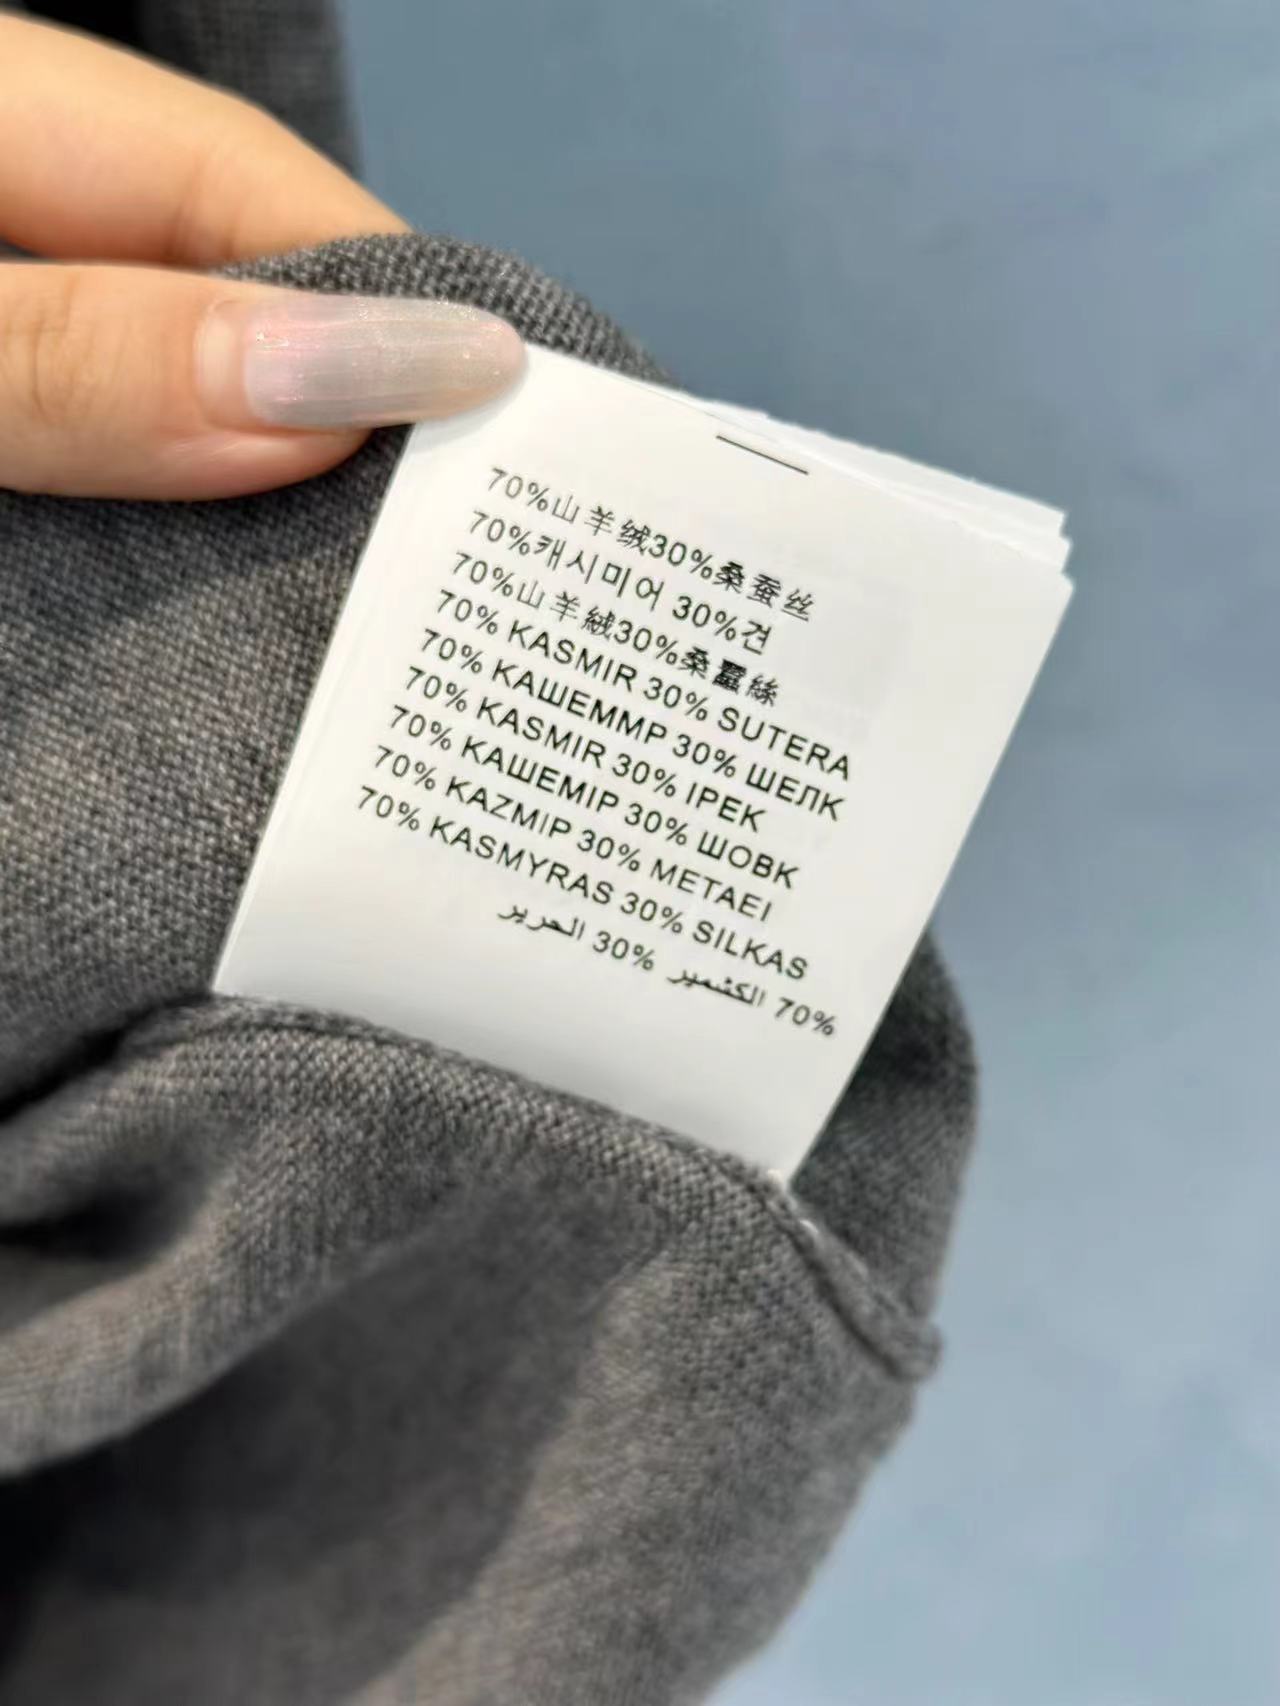 70%山羊绒30%桑蚕丝
70%캐시미어 30%견
70%山羊絨30%桑蠶絲
70% KASMIR 30% SUTERA
70% КАШЕММР 30% ШЕЛК
70% KASMIR 30% IPEK
70% КАШЕМІР 30% ШОВК
70% KAZMIP 30% METAEI
70% KASMYRAS 30% SILKAS
70% الكشمير 30% الحرير